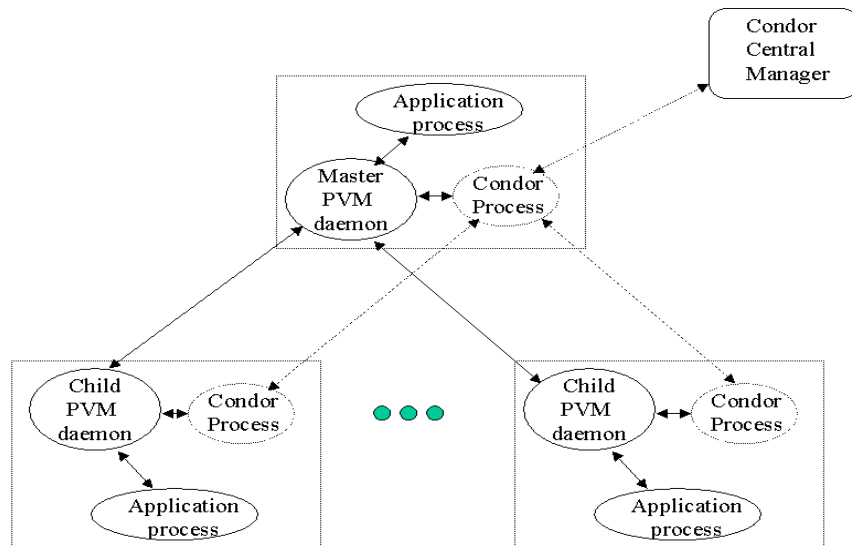 Condor
Central
Manager
Application
process
Master
PVM
daemon
Condor
Process
Child
PVM
daemon
Condor
Process
Application
process
Child
PVM
daemon
Condor
Process
Application
process